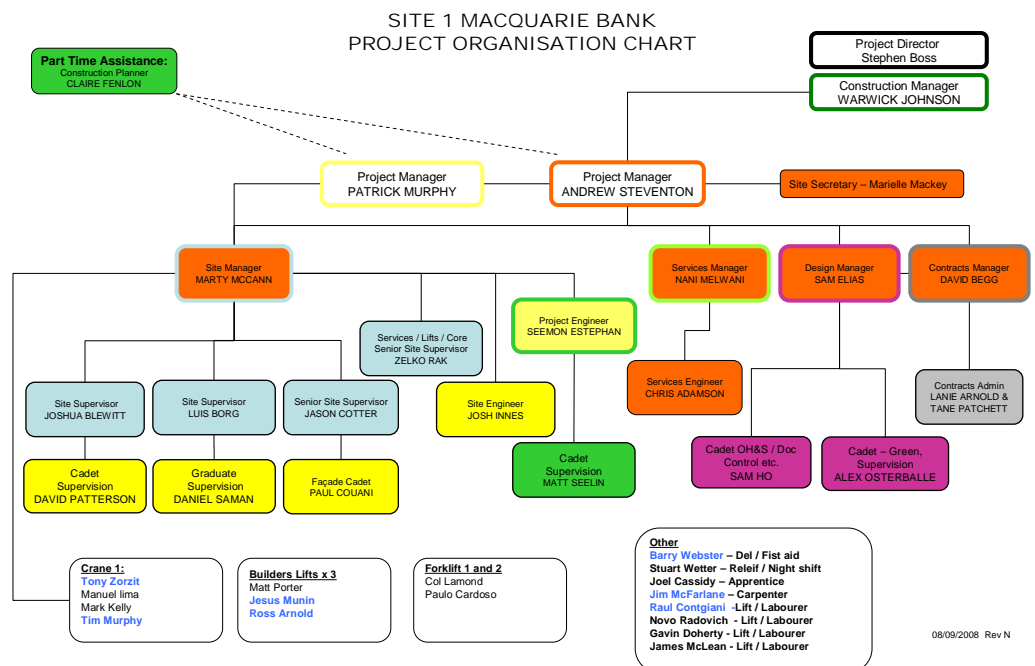 SITE 1 MACQUARIE BANK
PROJECT ORGANISATION CHART
Part Time Assistance:
Construction Planner
CLAIRE FENLON
Project Director
Stephen Boss
Construction Manager
WARWICK JOHNSON
Project Manager
PATRICK MURPHY
Project Manager
ANDREW STEVENTON
Site Secretary – Marielle Mackey
Site Manager
MARTY MCCANN
Services Manager
NANI MELWANI
Design Manager
SAM ELIAS
Contracts Manager
DAVID BEGG
Services / Lifts / Core
Senior Site Supervisor
ZELKO RAK
Project Engineer
SEEMON ESTEPHAN
Site Supervisor
JOSHUA BLEWITT
Site Supervisor
LUIS BORG
Senior Site Supervisor
JASON COTTER
Site Engineer
JOSH INNES
Services Engineer
CHRIS ADAMSON
Contracts Admin
LANIE ARNOLD &
TANE PATCHETT
Cadet
Supervision
DAVID PATTERSON
Graduate
Supervision
DANIEL SAMAN
Façade Cadet
PAUL COUANI
Cadet
Supervision
MATT SEELIN
Cadet OH&S / Doc
Control etc.
SAM HO
Cadet – Green,
Supervision
ALEX OSTERBALLE
Crane 1:
Tony Zorzit
Manuel lima
Mark Kelly
Tim Murphy
Builders Lifts x 3
Matt Porter
Jesus Munin
Ross Arnold
Forklift 1 and 2
Col Lamond
Paulo Cardoso
Other
Barry Webster – Del / Fist aid
Stuart Wetter – Releif / Night shift
Joel Cassidy – Apprentice
Jim McFarlane – Carpenter
Raul Contgiani -Lift / Labourer
Novo Radovich - Lift / Labourer
Gavin Doherty - Lift / Labourer
James McLean - Lift / Labourer
08/09/2008 Rev N